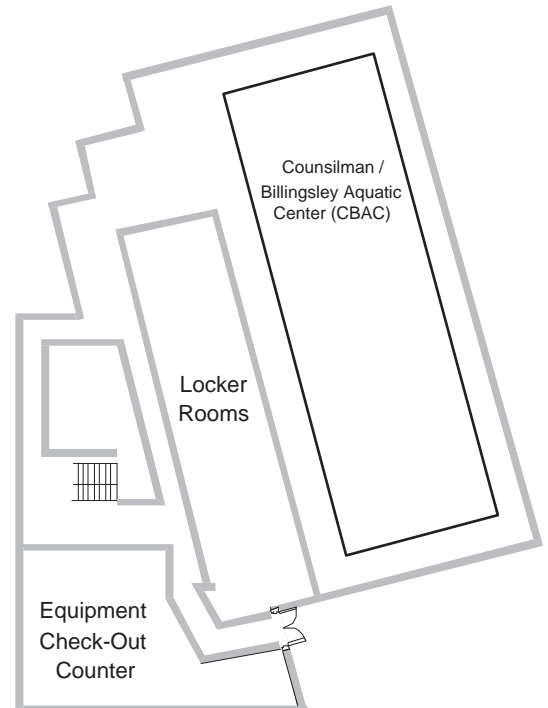 Counsilman /
Billingsley Aquatic
Center (CBAC)
Locker
Rooms
Equipment
Check-Out
Counter